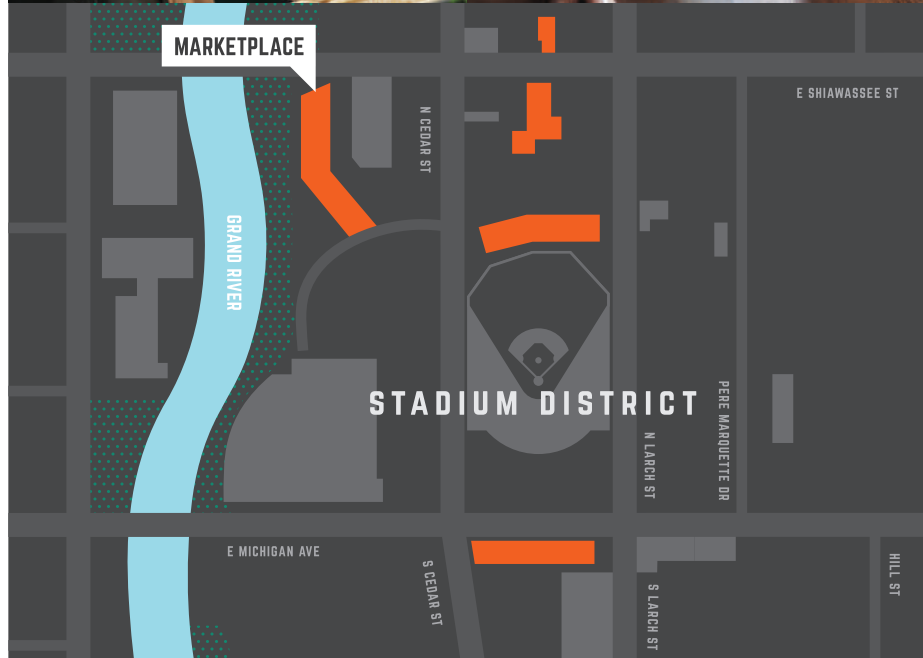 MARKETPLACE
E SHIAWASSEE ST
N CEDAR ST
GRAND RIVER
STADIUM DISTRICT
PERE MARQUETTE DR
N LARCH ST
E MICHIGAN AVE
S CEDAR ST
HILL ST
S LARCH ST